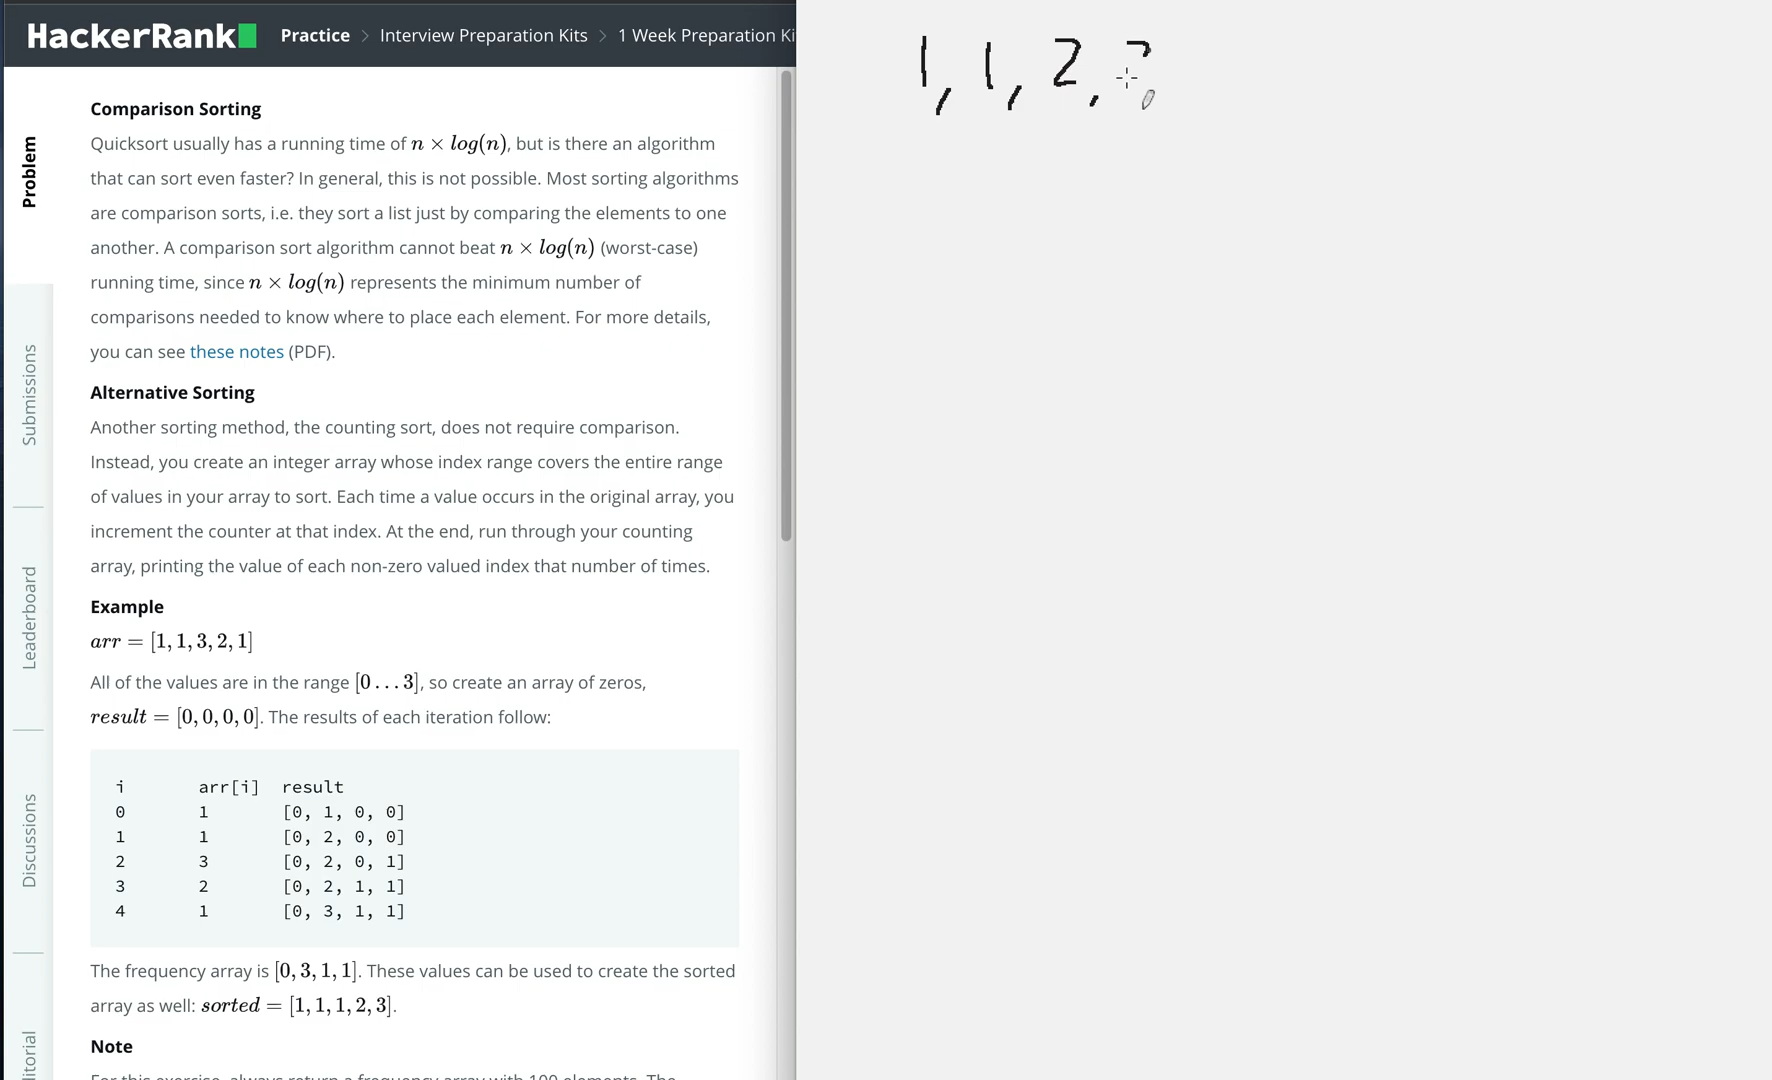 HackerRank Practice > Interview Preparation Kits > 1 Week Preparation Ki
1, 1, 2,
Problem
Submissions
Leaderboard
Discussions
itorial
Comparison Sorting
Quicksort usually has a running time of n × log(n), but is there an algorithm
that can sort even faster? In general, this is not possible. Most sorting algorithms
are comparison sorts, i.e. they sort a list just by comparing the elements to one
another. A comparison sort algorithm cannot beat n × log(n) (worst-case)
running time, since n × log(n) represents the minimum number of
comparisons needed to know where to place each element. For more details,
you can see these notes (PDF).
Alternative Sorting
Another sorting method, the counting sort, does not require comparison.
Instead, you create an integer array whose index range covers the entire range
of values in your array to sort. Each time a value occurs in the original array, you
increment the counter at that index. At the end, run through your counting
array, printing the value of each non-zero valued index that number of times.
Example
arr = [1, 1, 3, 2, 1]
All of the values are in the range [0 . . . 3], so create an array of zeros,
result = [0, 0, 0, 0]. The results of each iteration follow:
i arr[i] result
0 1 [0, 1, 0, 0]
1 1 [0, 2, 0, 0]
2 3 [0, 2, 0, 1]
3 2 [0, 2, 1, 1]
4 1 [0, 3, 1, 1]
The frequency array is [0, 3, 1, 1]. These values can be used to create the sorted
array as well: sorted = [1, 1, 1, 2, 3].
Note
For this exercise, always return a frequency array with 100 elements. The